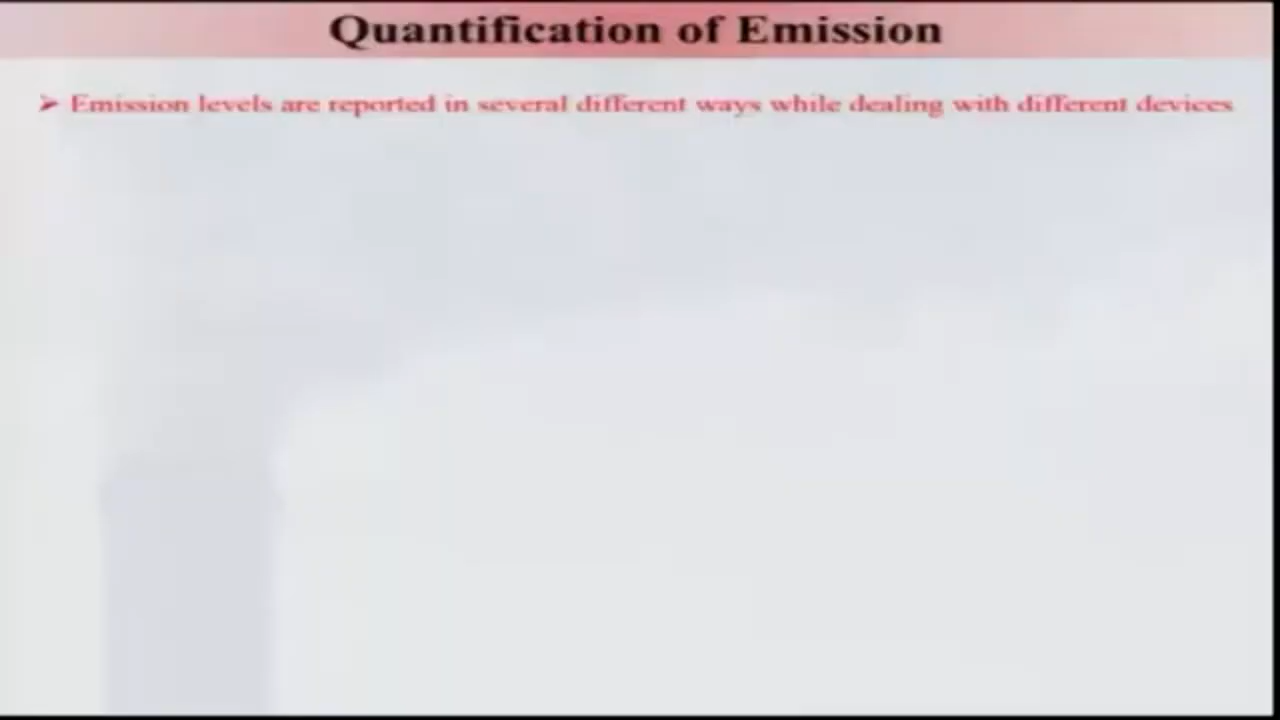 Quantification of Emission
➤ Emission levels are reported in several different ways while dealing with different devices